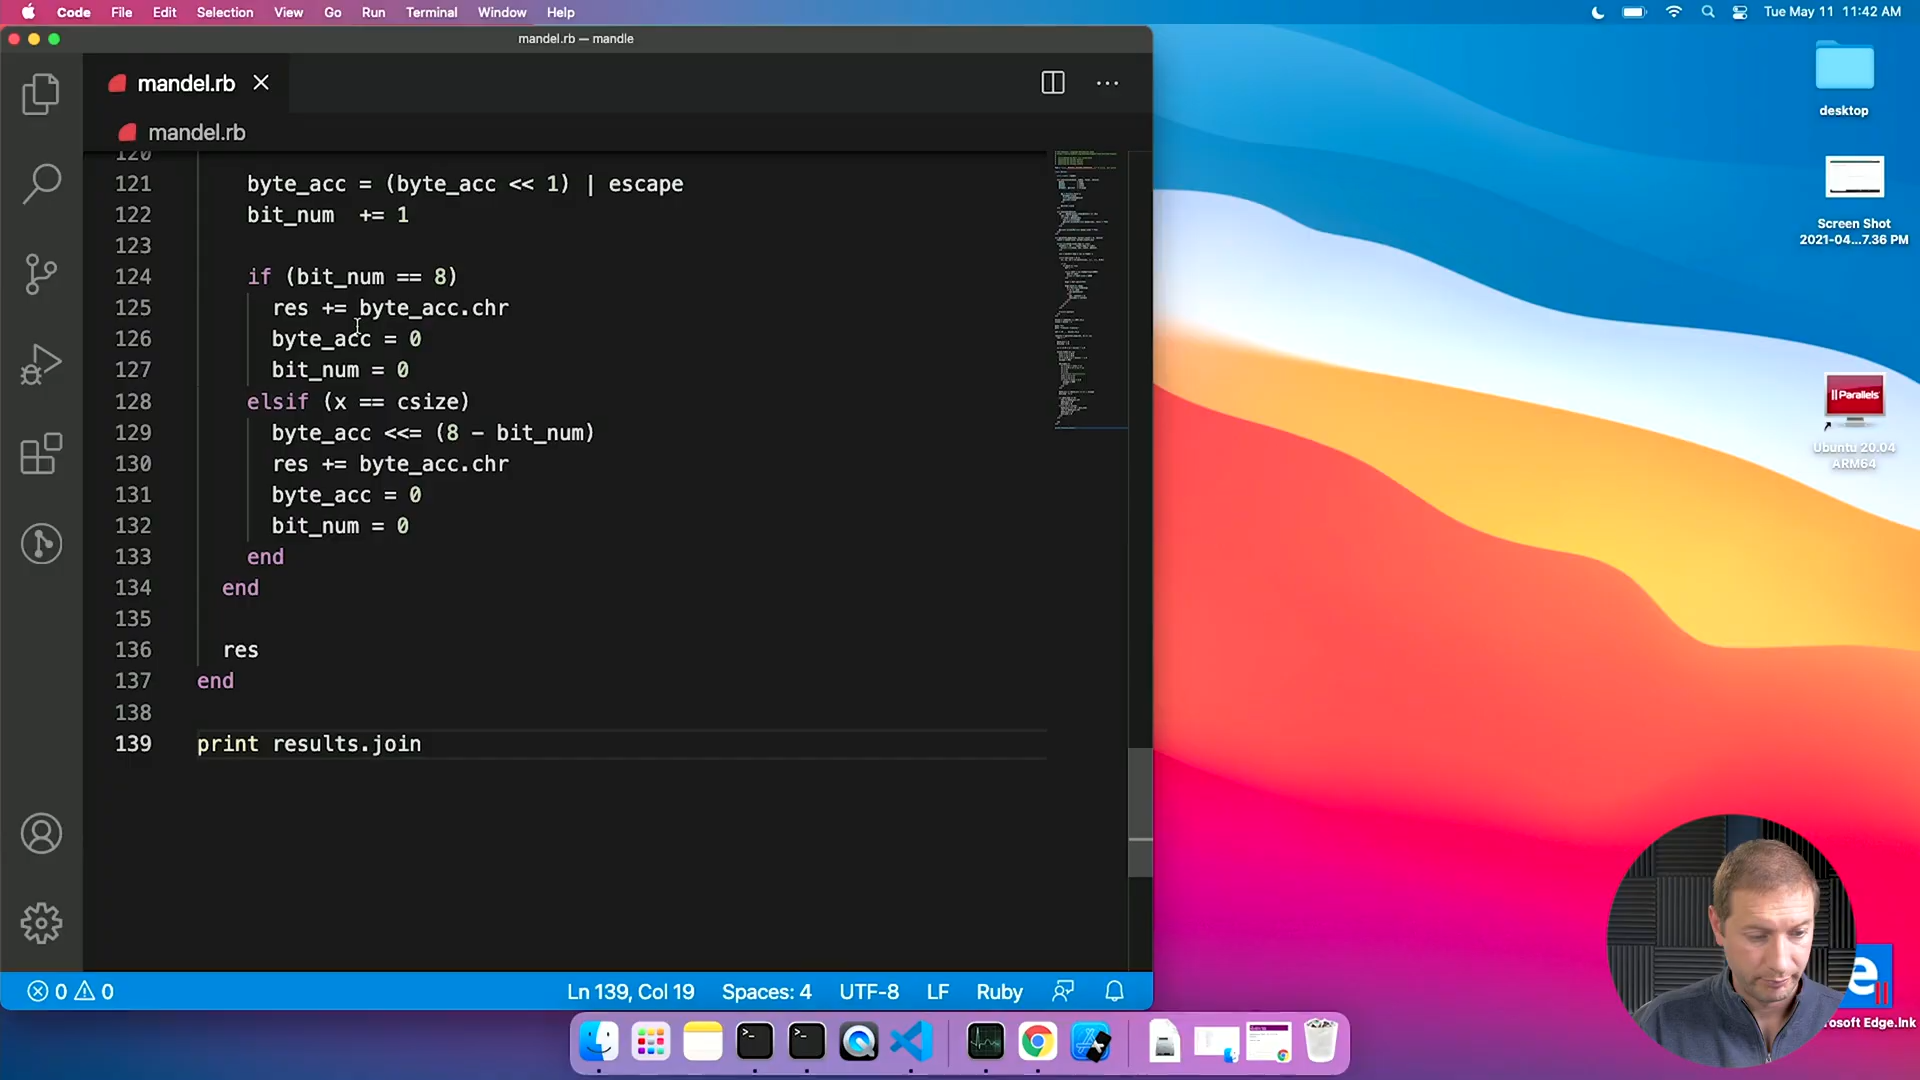 Code File Edit Selection View Go Run Terminal Window Help
Tue May 11 11:42 AM
mandel.rb — mandle
mandel.rb
mandel.rb
120
121 byte_acc = (byte_acc << 1) | escape
122 bit_num += 1
123
124 if (bit_num == 8)
125 res += byte_acc.chr
126 byte_acc = 0
127 bit_num = 0
128 elsif (x == csize)
129 byte_acc <<= (8 - bit_num)
130 res += byte_acc.chr
131 byte_acc = 0
132 bit_num = 0
133 end
134 end
135
136 res
137 end
138
139 print results.join
0 0
Ln 139, Col 19 Spaces: 4 UTF-8 LF Ruby
desktop
Screen Shot
2021-04...7.36 PM
Parallels
Ubuntu 20.04
ARM64
rosoft Edge.lnk